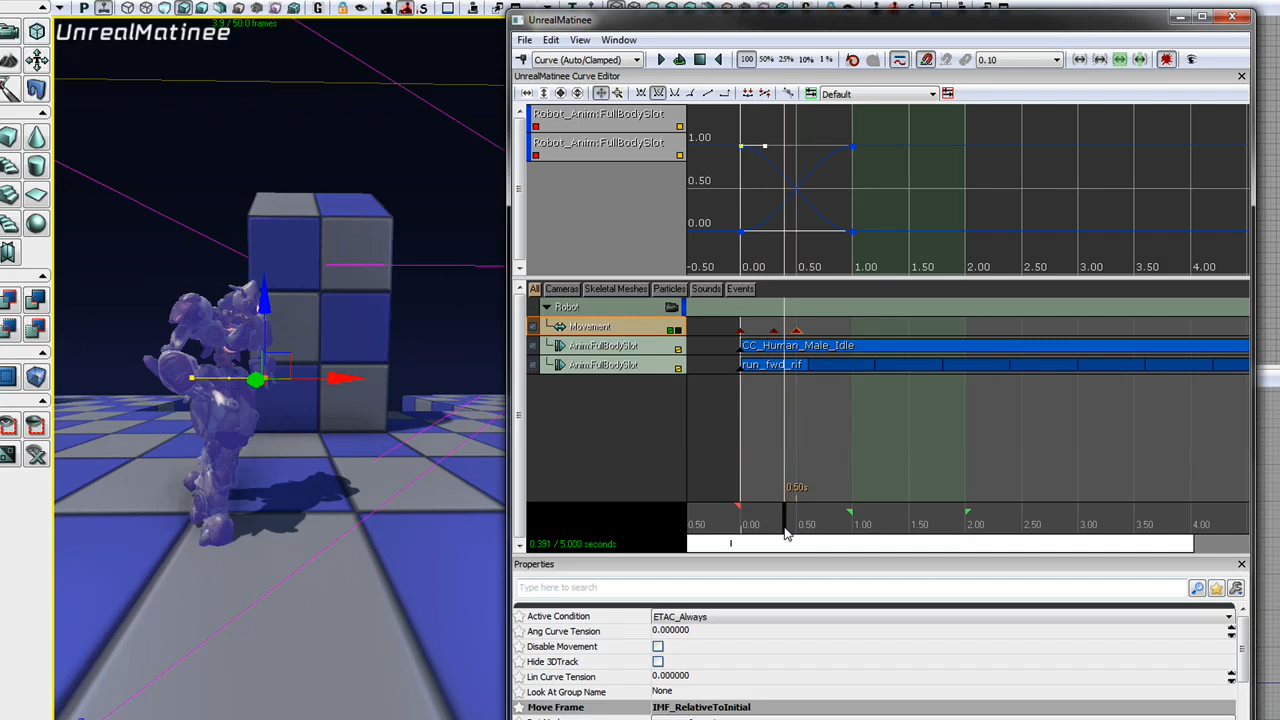 P
G
3.9 / 50.0 frames
UnrealMatinee
UnrealMatinee
File Edit View Window
Curve (Auto/Clamped) 100 50% 25% 10% 1% 0.10
UnrealMatinee Curve Editor
Default
Robot_Anim:FullBodySlot
Robot_Anim:FullBodySlot
1.00
0.50
0.00
-0.50 0.00 0.50 1.00 1.50 2.00 2.50 3.00 3.50 4.00
All Cameras Skeletal Meshes Particles Sounds Events
Robot
Movement
Anim:FullBodySlot CC_Human_Male_Idle
Anim:FullBodySlot run_fwd_rif
0.50s
0.50 0.00 0.50 1.00 1.50 2.00 2.50 3.00 3.50 4.00
0.391 / 5.000 seconds
Properties
Type here to search
Active Condition ETAC_Always
Ang Curve Tension 0.000000
Disable Movement
Hide 3DTrack
Lin Curve Tension 0.000000
Look At Group Name None
Move Frame IMF_RelativeToInitial